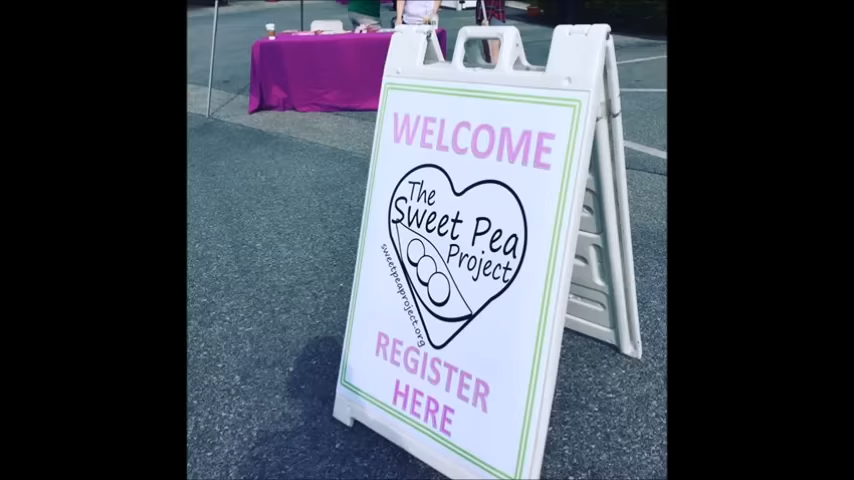 WELCOME
The
Sweet Pea
Project
sweetpeaproject.org
REGISTER
HERE